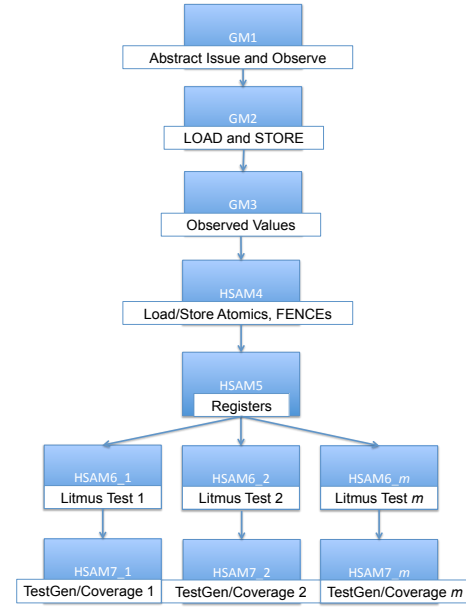 GM1
Abstract Issue and Observe
GM2
LOAD and STORE
GM3
Observed Values
HSAM4
Load/Store Atomics, FENCEs
HSAM5
Registers
HSAM6_1 HSAM6_2 HSAM6_m
Litmus Test 1 Litmus Test 2 Litmus Test m
HSAM7_1 HSAM7_2 HSAM7_m
TestGen/Coverage 1 TestGen/Coverage 2 TestGen/Coverage m